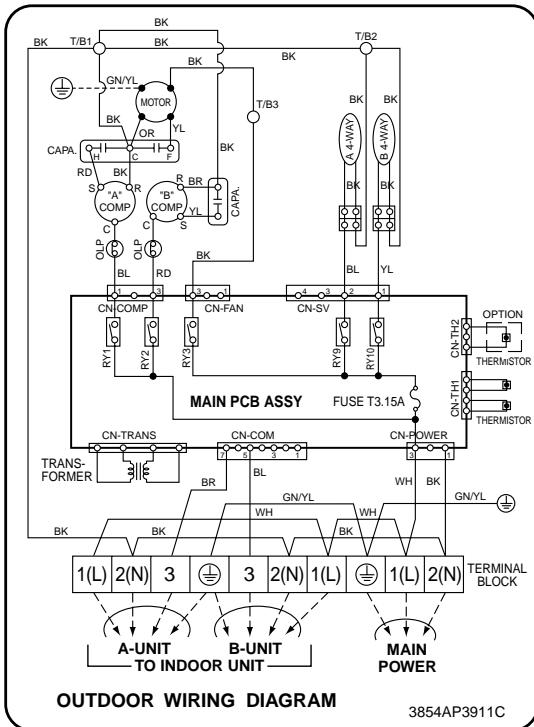 BK
T/B1
BK
BK
T/B2
BK
BK
GN/YL
MOTOR
T/B3
BK
OR
YL
BK
BK
CAPA.
H
C
F
BK
RD
BK
R
BR
S
R
"A"
COMP
"B"
COMP
YL
CAPA.
A 4-WAY
B 4-WAY
BK
BK
C
C
S
OLP
OLP
BK
BL
RD
BL
YL
1
3
3
1
4
3
2
1
CN-COMP
CN-FAN
CN-SV
RY1
RY2
RY3
RY9
RY10
CN-TH2
OPTION
THERMISTOR
MAIN PCB ASSY
FUSE T3.15A
CN-TH1
THERMISTOR
CN-TRANS
CN-COM
CN-POWER
7
5
3
1
3
1
TRANS-
FORMER
BR
BL
WH
BK
GN/YL
GN/YL
WH
WH
BK
BK
BK
1(L)
2(N)
3
3
2(N)
1(L)
1(L)
2(N)
TERMINAL
BLOCK
A-UNIT
B-UNIT
TO INDOOR UNIT
MAIN
POWER
OUTDOOR WIRING DIAGRAM
3854AP3911C